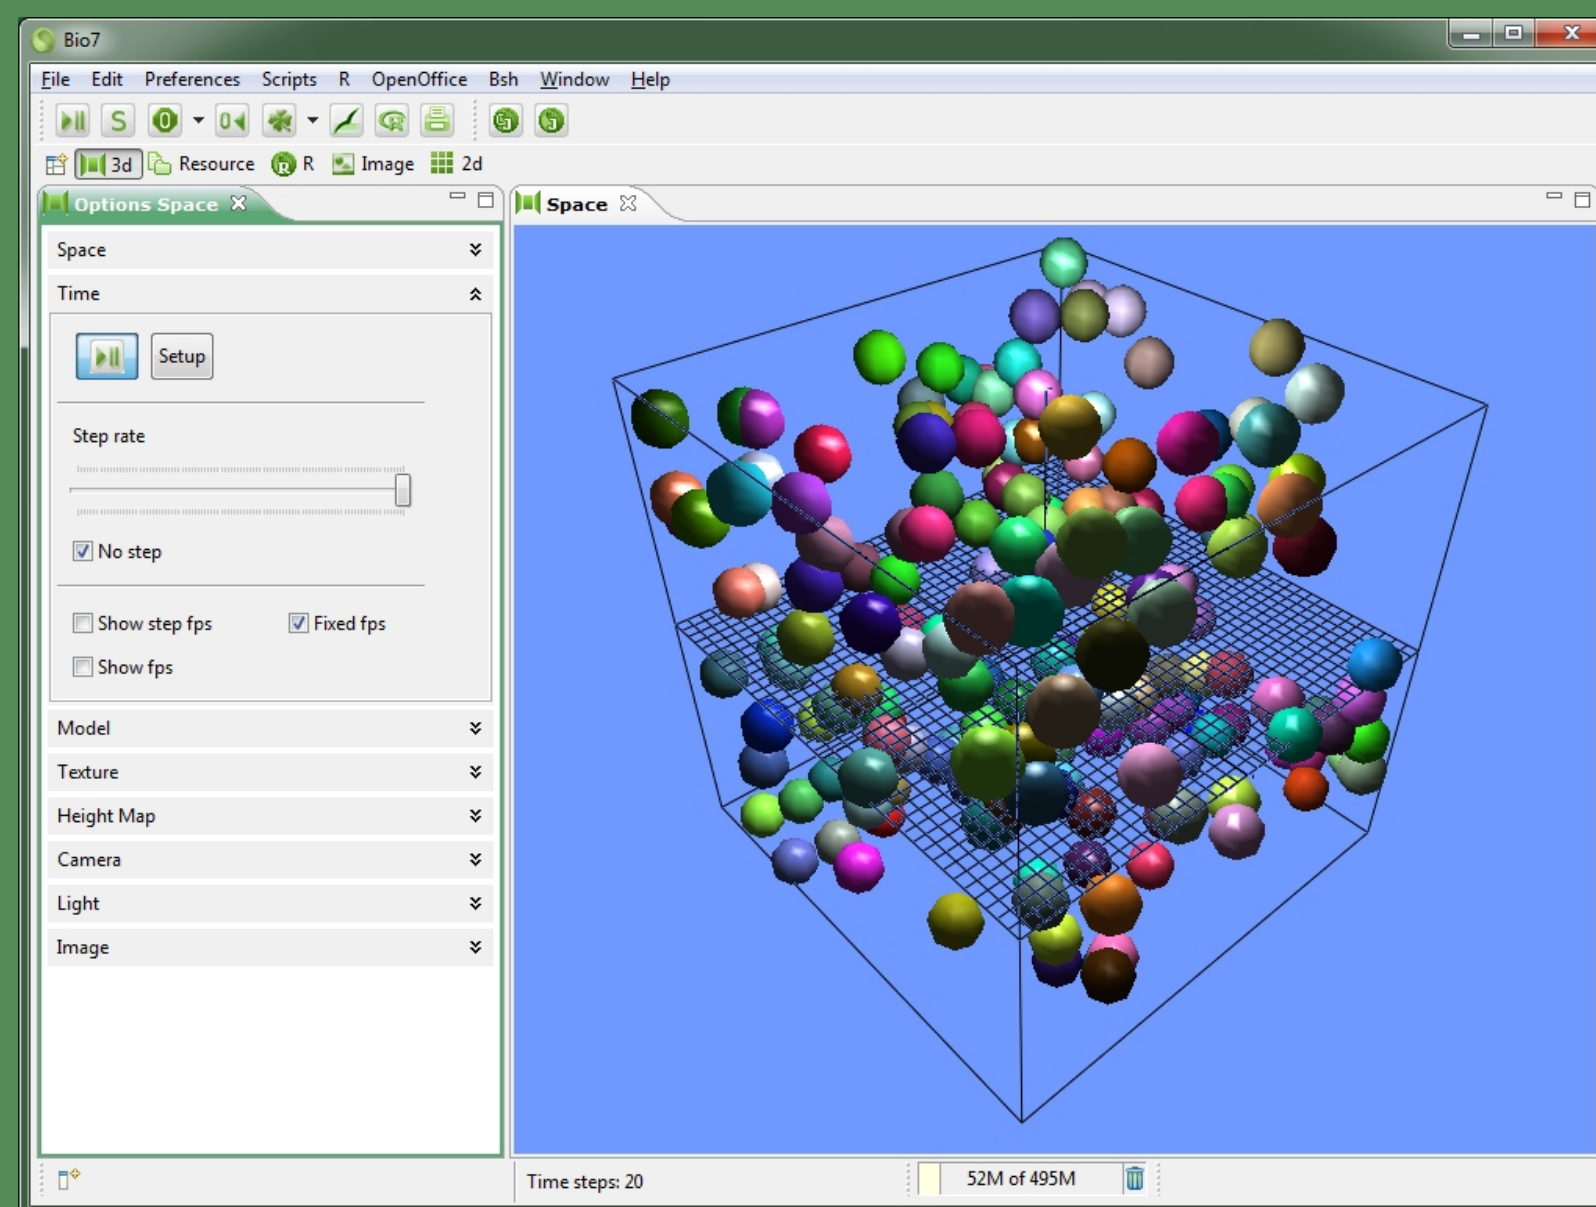 Bio7
File Edit Preferences Scripts R OpenOffice Bsh Window Help
S 0 0
3d Resource R Image 2d
Options Space Space
Space
Time
Setup
Step rate
No step
Show step fps Fixed fps
Show fps
Model
Texture
Height Map
Camera
Light
Image
Time steps: 20 52M of 495M